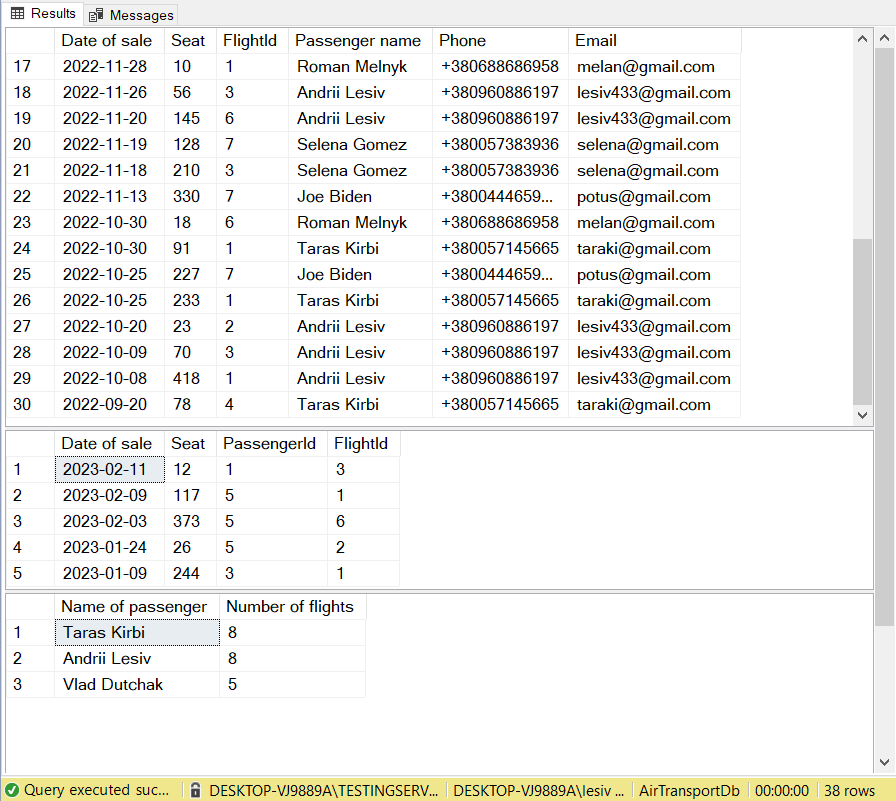 Results Messages
Date of sale Seat FlightId Passenger name Phone Email
17 2022-11-28 10 1 Roman Melnyk +380688686958 melan@gmail.com
18 2022-11-26 56 3 Andrii Lesiv +380960886197 lesiv433@gmail.com
19 2022-11-20 145 6 Andrii Lesiv +380960886197 lesiv433@gmail.com
20 2022-11-19 128 7 Selena Gomez +380057383936 selena@gmail.com
21 2022-11-18 210 3 Selena Gomez +380057383936 selena@gmail.com
22 2022-11-13 330 7 Joe Biden +3800444659... potus@gmail.com
23 2022-10-30 18 6 Roman Melnyk +380688686958 melan@gmail.com
24 2022-10-30 91 1 Taras Kirbi +380057145665 taraki@gmail.com
25 2022-10-25 227 7 Joe Biden +3800444659... potus@gmail.com
26 2022-10-25 233 1 Taras Kirbi +380057145665 taraki@gmail.com
27 2022-10-20 23 2 Andrii Lesiv +380960886197 lesiv433@gmail.com
28 2022-10-09 70 3 Andrii Lesiv +380960886197 lesiv433@gmail.com
29 2022-10-08 418 1 Andrii Lesiv +380960886197 lesiv433@gmail.com
30 2022-09-20 78 4 Taras Kirbi +380057145665 taraki@gmail.com
Date of sale Seat PassengerId FlightId
1 2023-02-11 12 1 3
2 2023-02-09 117 5 1
3 2023-02-03 373 5 6
4 2023-01-24 26 5 2
5 2023-01-09 244 3 1
Name of passenger Number of flights
1 Taras Kirbi 8
2 Andrii Lesiv 8
3 Vlad Dutchak 5
Query executed suc... DESKTOP-VJ9889A\TESTINGSERV... DESKTOP-VJ9889A\lesiv ... AirTransportDb 00:00:00 38 rows